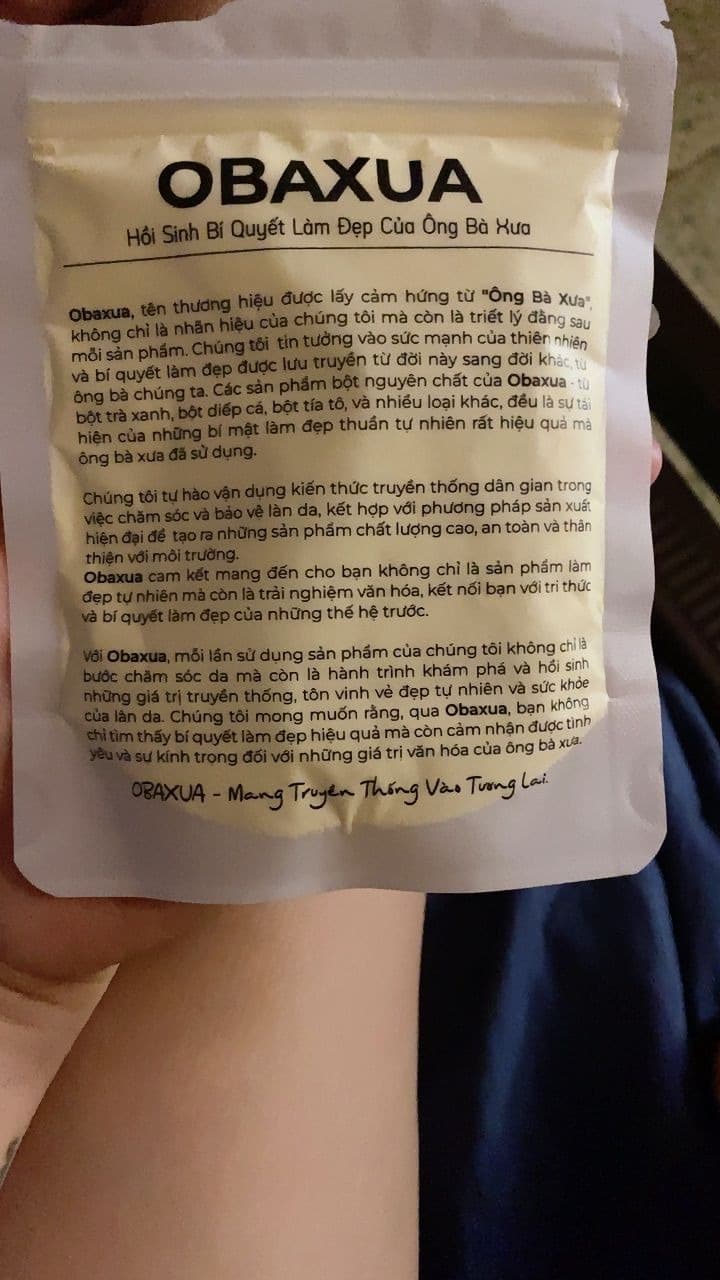 OBAXUA
Hồi Sinh Bí Quyết Làm Đẹp Của Ông Bà Xưa
Obaxua, tên thương hiệu được lấy cảm hứng từ "Ông Bà Xưa",
không chỉ là nhãn hiệu của chúng tôi mà còn là triết lý đằng sau
mỗi sản phẩm. Chúng tôi tin tưởng vào sức mạnh của thiên nhiên
và bí quyết làm đẹp được lưu truyền từ đời này sang đời khác, từ
ông bà chúng ta. Các sản phẩm bột nguyên chất của Obaxua - từ
bột trà xanh, bột diếp cá, bột tía tô, và nhiều loại khác, đều là sự tái
hiện của những bí mật làm đẹp thuần tự nhiên rất hiệu quả mà
ông bà xưa đã sử dụng.
Chúng tôi tự hào vận dụng kiến thức truyền thống dân gian trong
việc chăm sóc và bảo vệ làn da, kết hợp với phương pháp sản xuất
hiện đại để tạo ra những sản phẩm chất lượng cao, an toàn và thân
thiện với môi trường.
Obaxua cam kết mang đến cho bạn không chỉ là sản phẩm làm
đẹp tự nhiên mà còn là trải nghiệm văn hóa, kết nối bạn với tri thức
và bí quyết làm đẹp của những thế hệ trước.
Với Obaxua, mỗi lần sử dụng sản phẩm của chúng tôi không chỉ là
bước chăm sóc da mà còn là hành trình khám phá và hồi sinh
những giá trị truyền thống, tôn vinh vẻ đẹp tự nhiên và sức khỏe
của làn da. Chúng tôi mong muốn rằng, qua Obaxua, bạn không
chỉ tìm thấy bí quyết làm đẹp hiệu quả mà còn cảm nhận được tình
yêu và sự kính trọng đối với những giá trị văn hóa của ông bà xưa.
OBAXUA - Mang Truyền Thống Vào Tương Lai.